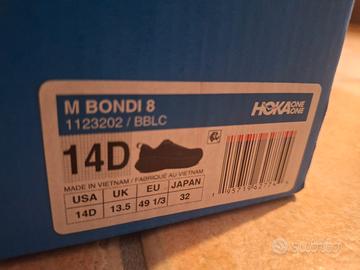 M BONDI 8
1123202 / BBLC
HOKA ONE ONE
14D
MADE IN VIETNAM / FABRIQUÉ AU VIETNAM
USA UK EU JAPAN
14D 13.5 49 1/3 32
subito